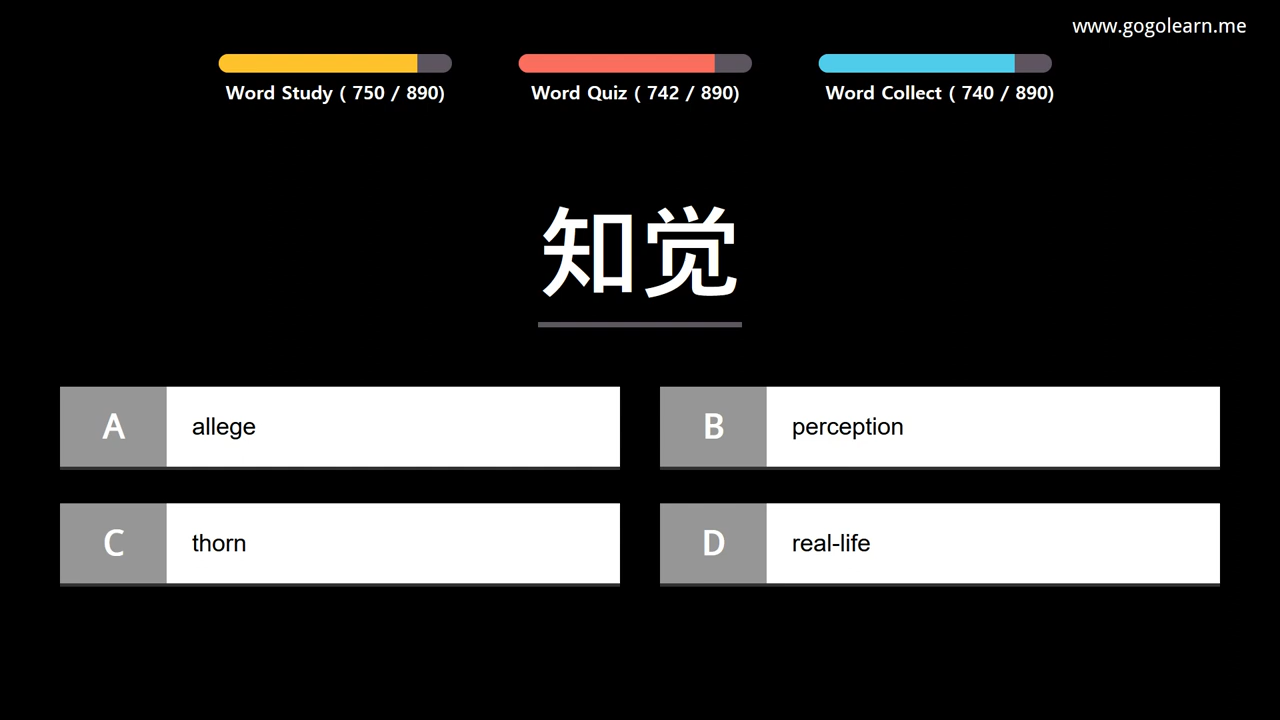 www.gogolearn.me
Word Study ( 750 / 890)
Word Quiz ( 742 / 890)
Word Collect ( 740 / 890)
知觉
A allege
B perception
C thorn
D real-life